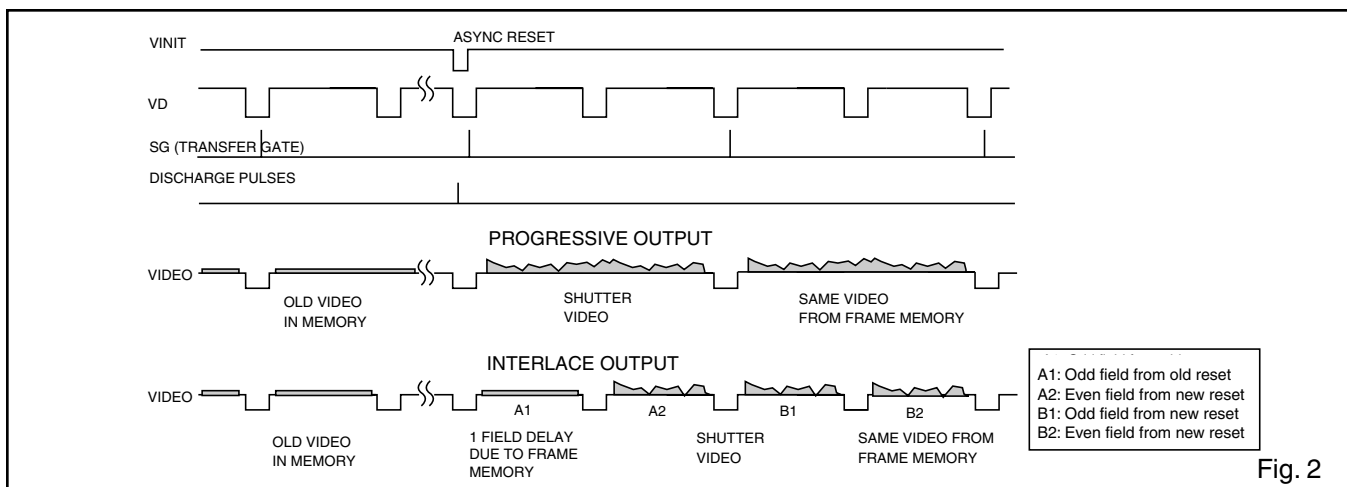 VINIT
ASYNC RESET
VD
SG (TRANSFER GATE)
DISCHARGE PULSES
PROGRESSIVE OUTPUT
VIDEO
OLD VIDEO
IN MEMORY
SHUTTER
VIDEO
SAME VIDEO
FROM FRAME MEMORY
INTERLACE OUTPUT
VIDEO
A1
A2
B1
B2
OLD VIDEO
IN MEMORY
1 FIELD DELAY
DUE TO FRAME
MEMORY
SHUTTER
VIDEO
SAME VIDEO FROM
FRAME MEMORY
A1: Odd field from old reset
A2: Even field from new reset
B1: Odd field from new reset
B2: Even field from new reset
Fig. 2